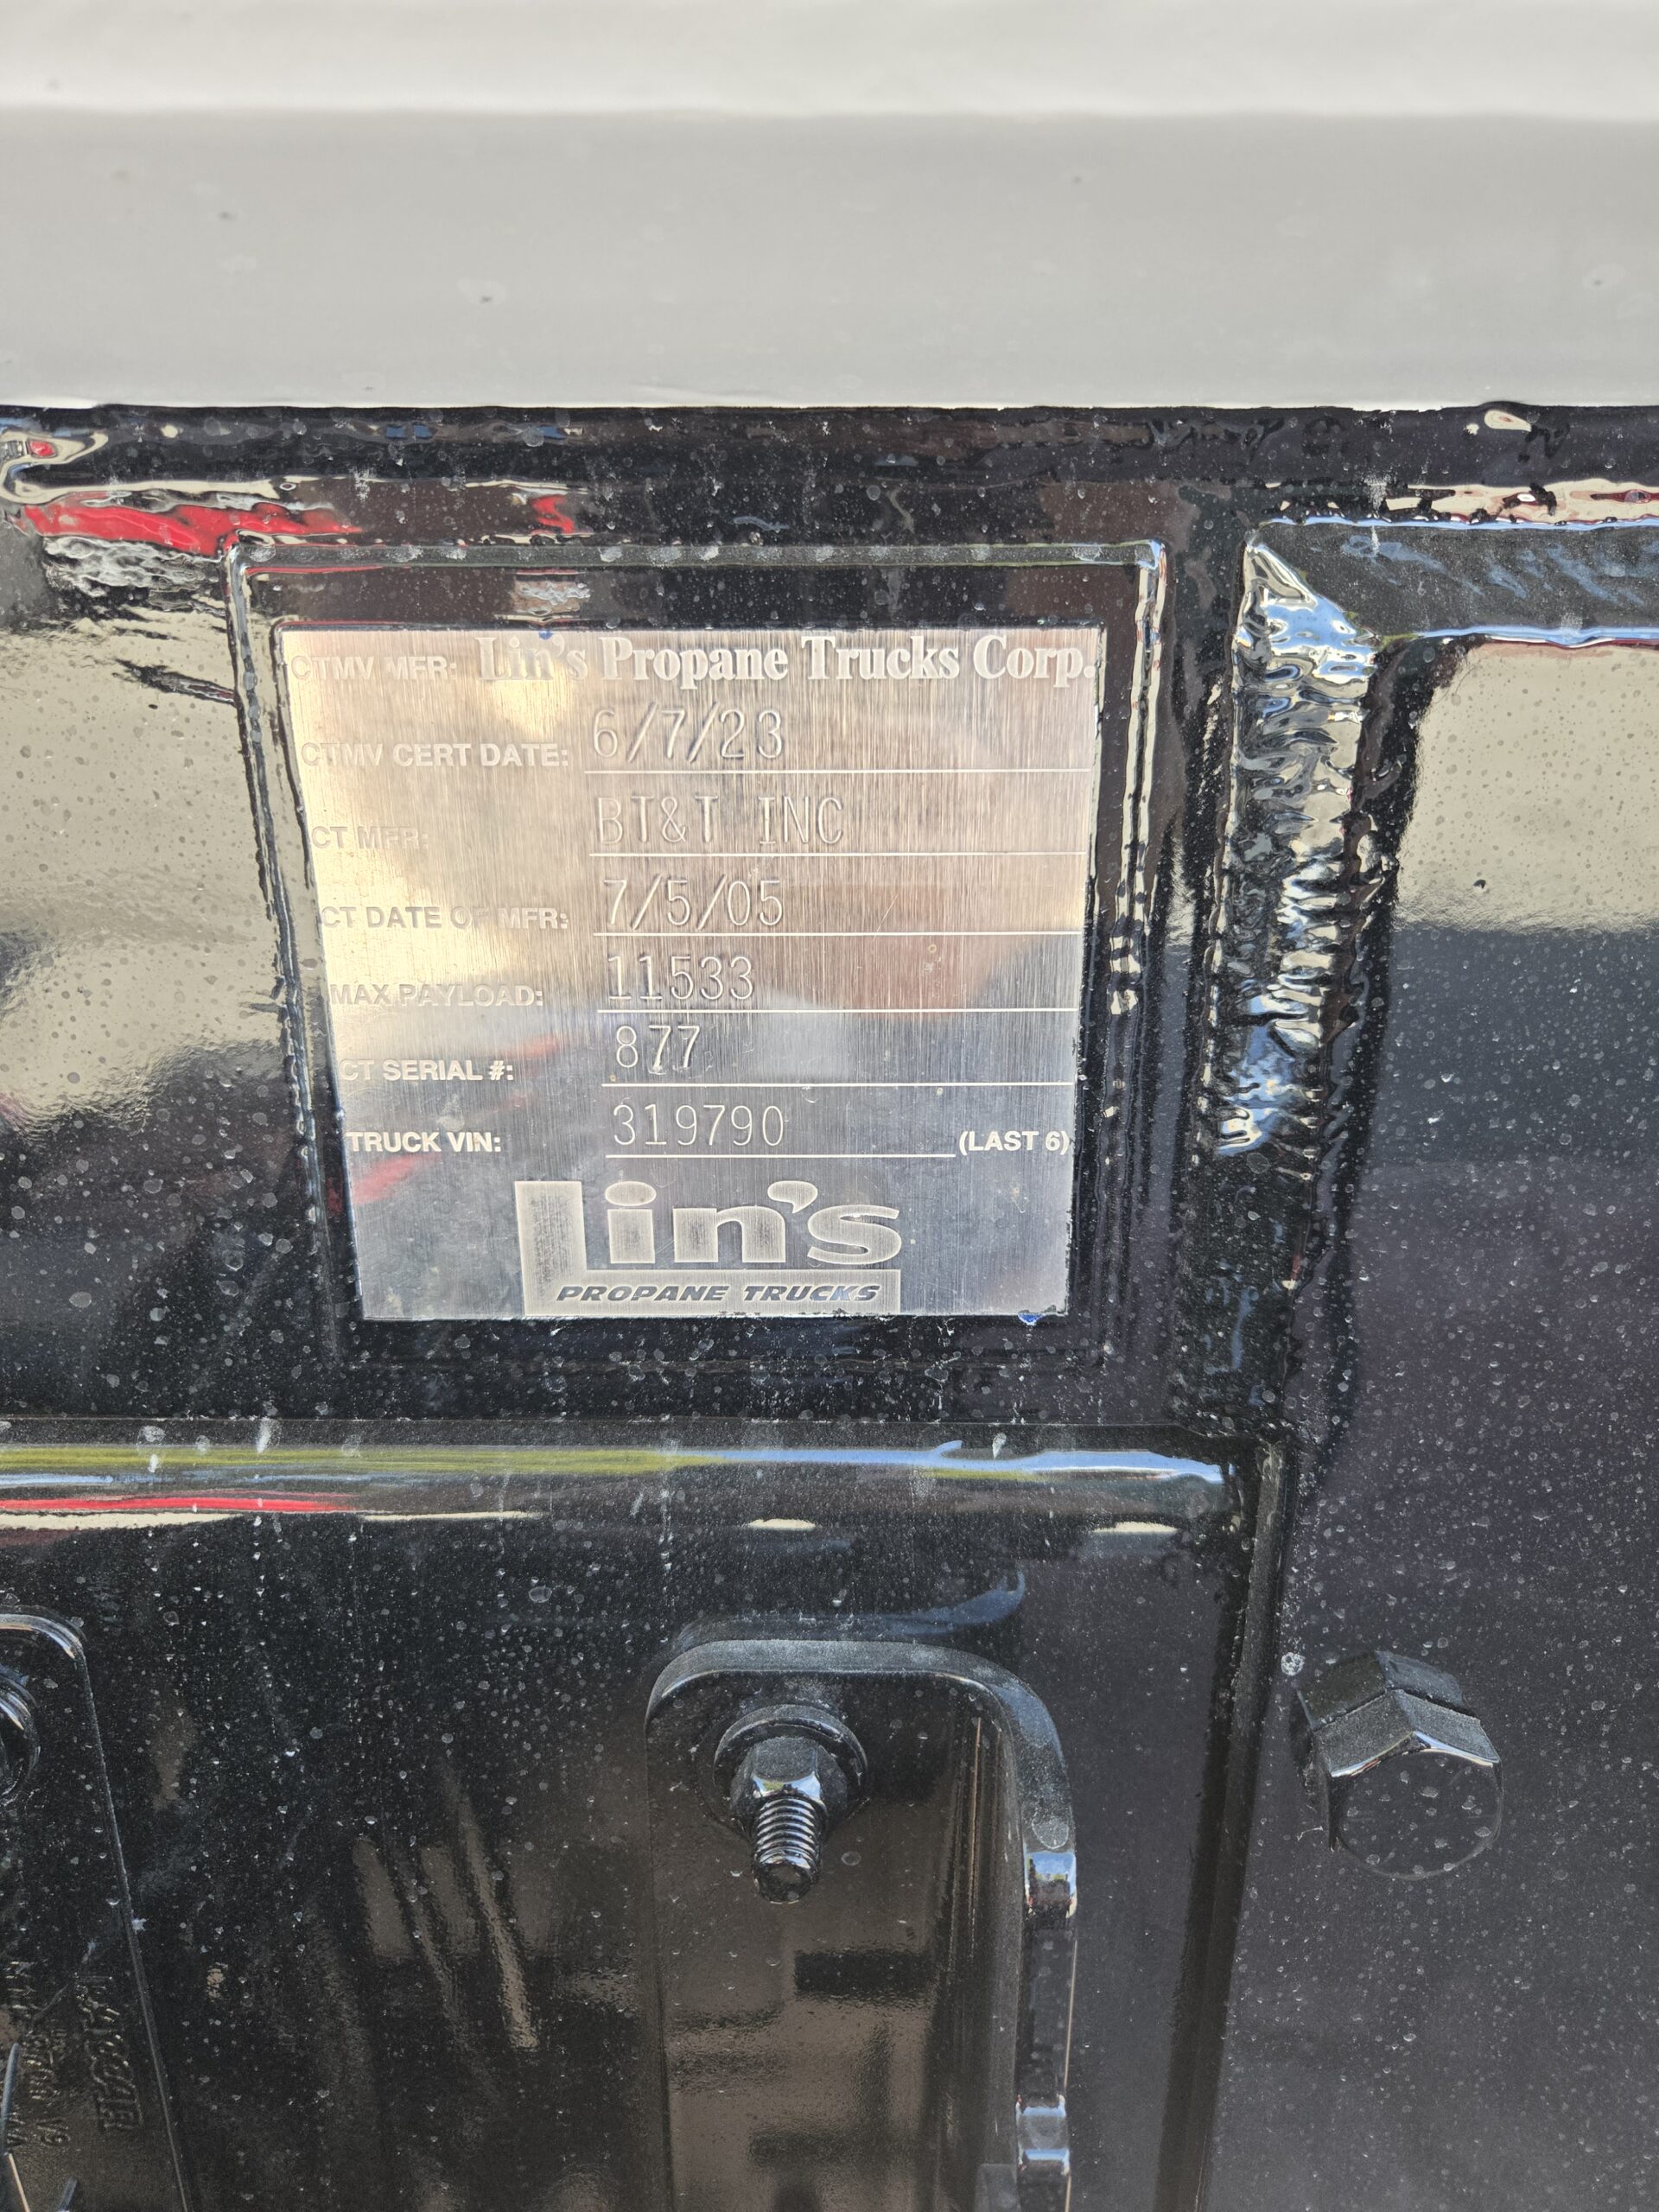 CTMV MFR: Lin's Propane Trucks Corp.
CTMV CERT DATE: 6/7/23
CT MFR: BT&T INC
CT DATE OF MFR: 7/5/05
MAX PAYLOAD: 11533
CT SERIAL #: 877
TRUCK VIN: 319790 (LAST 6)
Lin's
PROPANE TRUCKS